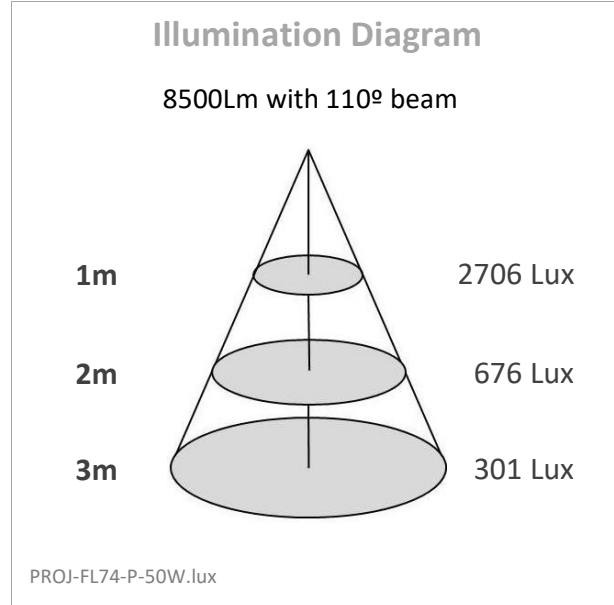 Illumination Diagram
8500Lm with 110º beam
1m 2706 Lux
2m 676 Lux
3m 301 Lux
PROJ-FL74-P-50W.lux